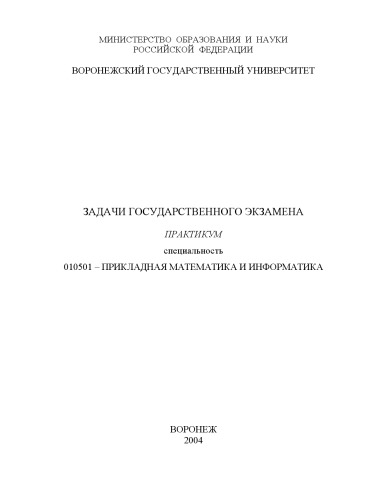 МИНИСТЕРСТВО ОБРАЗОВАНИЯ И НАУКИ
РОССИЙСКОЙ ФЕДЕРАЦИИ
ВОРОНЕЖСКИЙ ГОСУДАРСТВЕННЫЙ УНИВЕРСИТЕТ
ЗАДАЧИ ГОСУДАРСТВЕННОГО ЭКЗАМЕНА
ПРАКТИКУМ
специальность
010501 – ПРИКЛАДНАЯ МАТЕМАТИКА И ИНФОРМАТИКА
ВОРОНЕЖ
2004